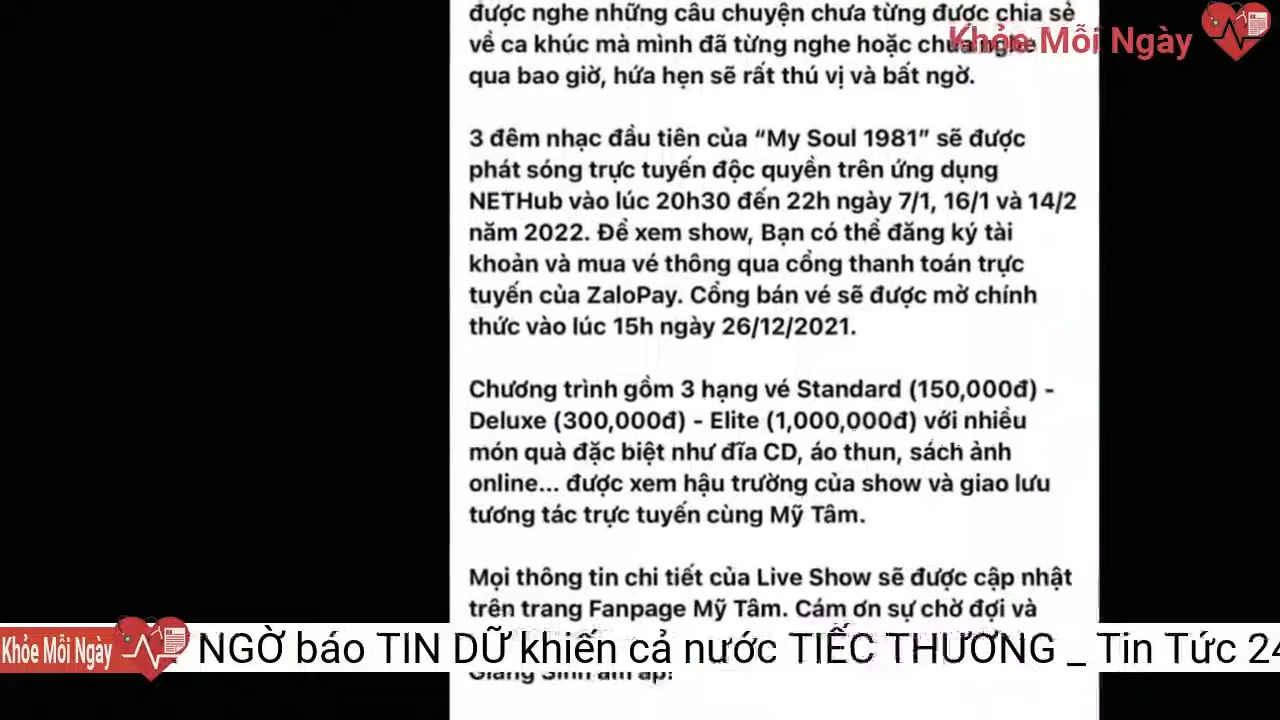 được nghe những câu chuyện chưa từng được chia sẻ
về ca khúc mà mình đã từng nghe hoặc chưa nghe
Khỏe Mỗi Ngày
qua bao giờ, hứa hẹn sẽ rất thú vị và bất ngờ.
3 đêm nhạc đầu tiên của “My Soul 1981” sẽ được
phát sóng trực tuyến độc quyền trên ứng dụng
NETHub vào lúc 20h30 đến 22h ngày 7/1, 16/1 và 14/2
năm 2022. Để xem show, Bạn có thể đăng ký tài
khoản và mua vé thông qua cổng thanh toán trực
tuyến của ZaloPay. Cổng bán vé sẽ được mở chính
thức vào lúc 15h ngày 26/12/2021.
Chương trình gồm 3 hạng vé Standard (150,000đ) -
Deluxe (300,000đ) - Elite (1,000,000đ) với nhiều
món quà đặc biệt như đĩa CD, áo thun, sách ảnh
online... được xem hậu trường của show và giao lưu
tương tác trực tuyến cùng Mỹ Tâm.
Mọi thông tin chi tiết của Live Show sẽ được cập nhật
trên trang Fanpage Mỹ Tâm. Cám ơn sự chờ đợi và
Khỏe Mỗi Ngày
NGỜ báo TIN DỮ khiến cả nước TIẾC THƯƠNG _ Tin Tức 24
Giáng Sinh ấm áp!